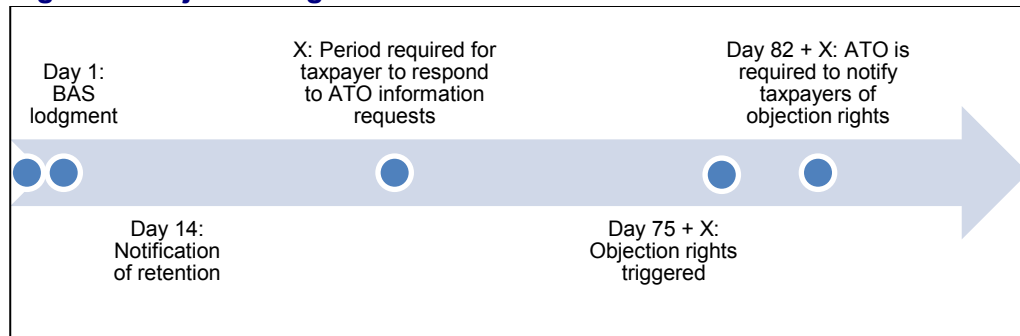 Day 1:
BAS
lodgment
X: Period required for
taxpayer to respond
to ATO information
requests
Day 82 + X: ATO is
required to notify
taxpayers of
objection rights
Day 14:
Notification
of retention
Day 75 + X:
Objection rights
triggered